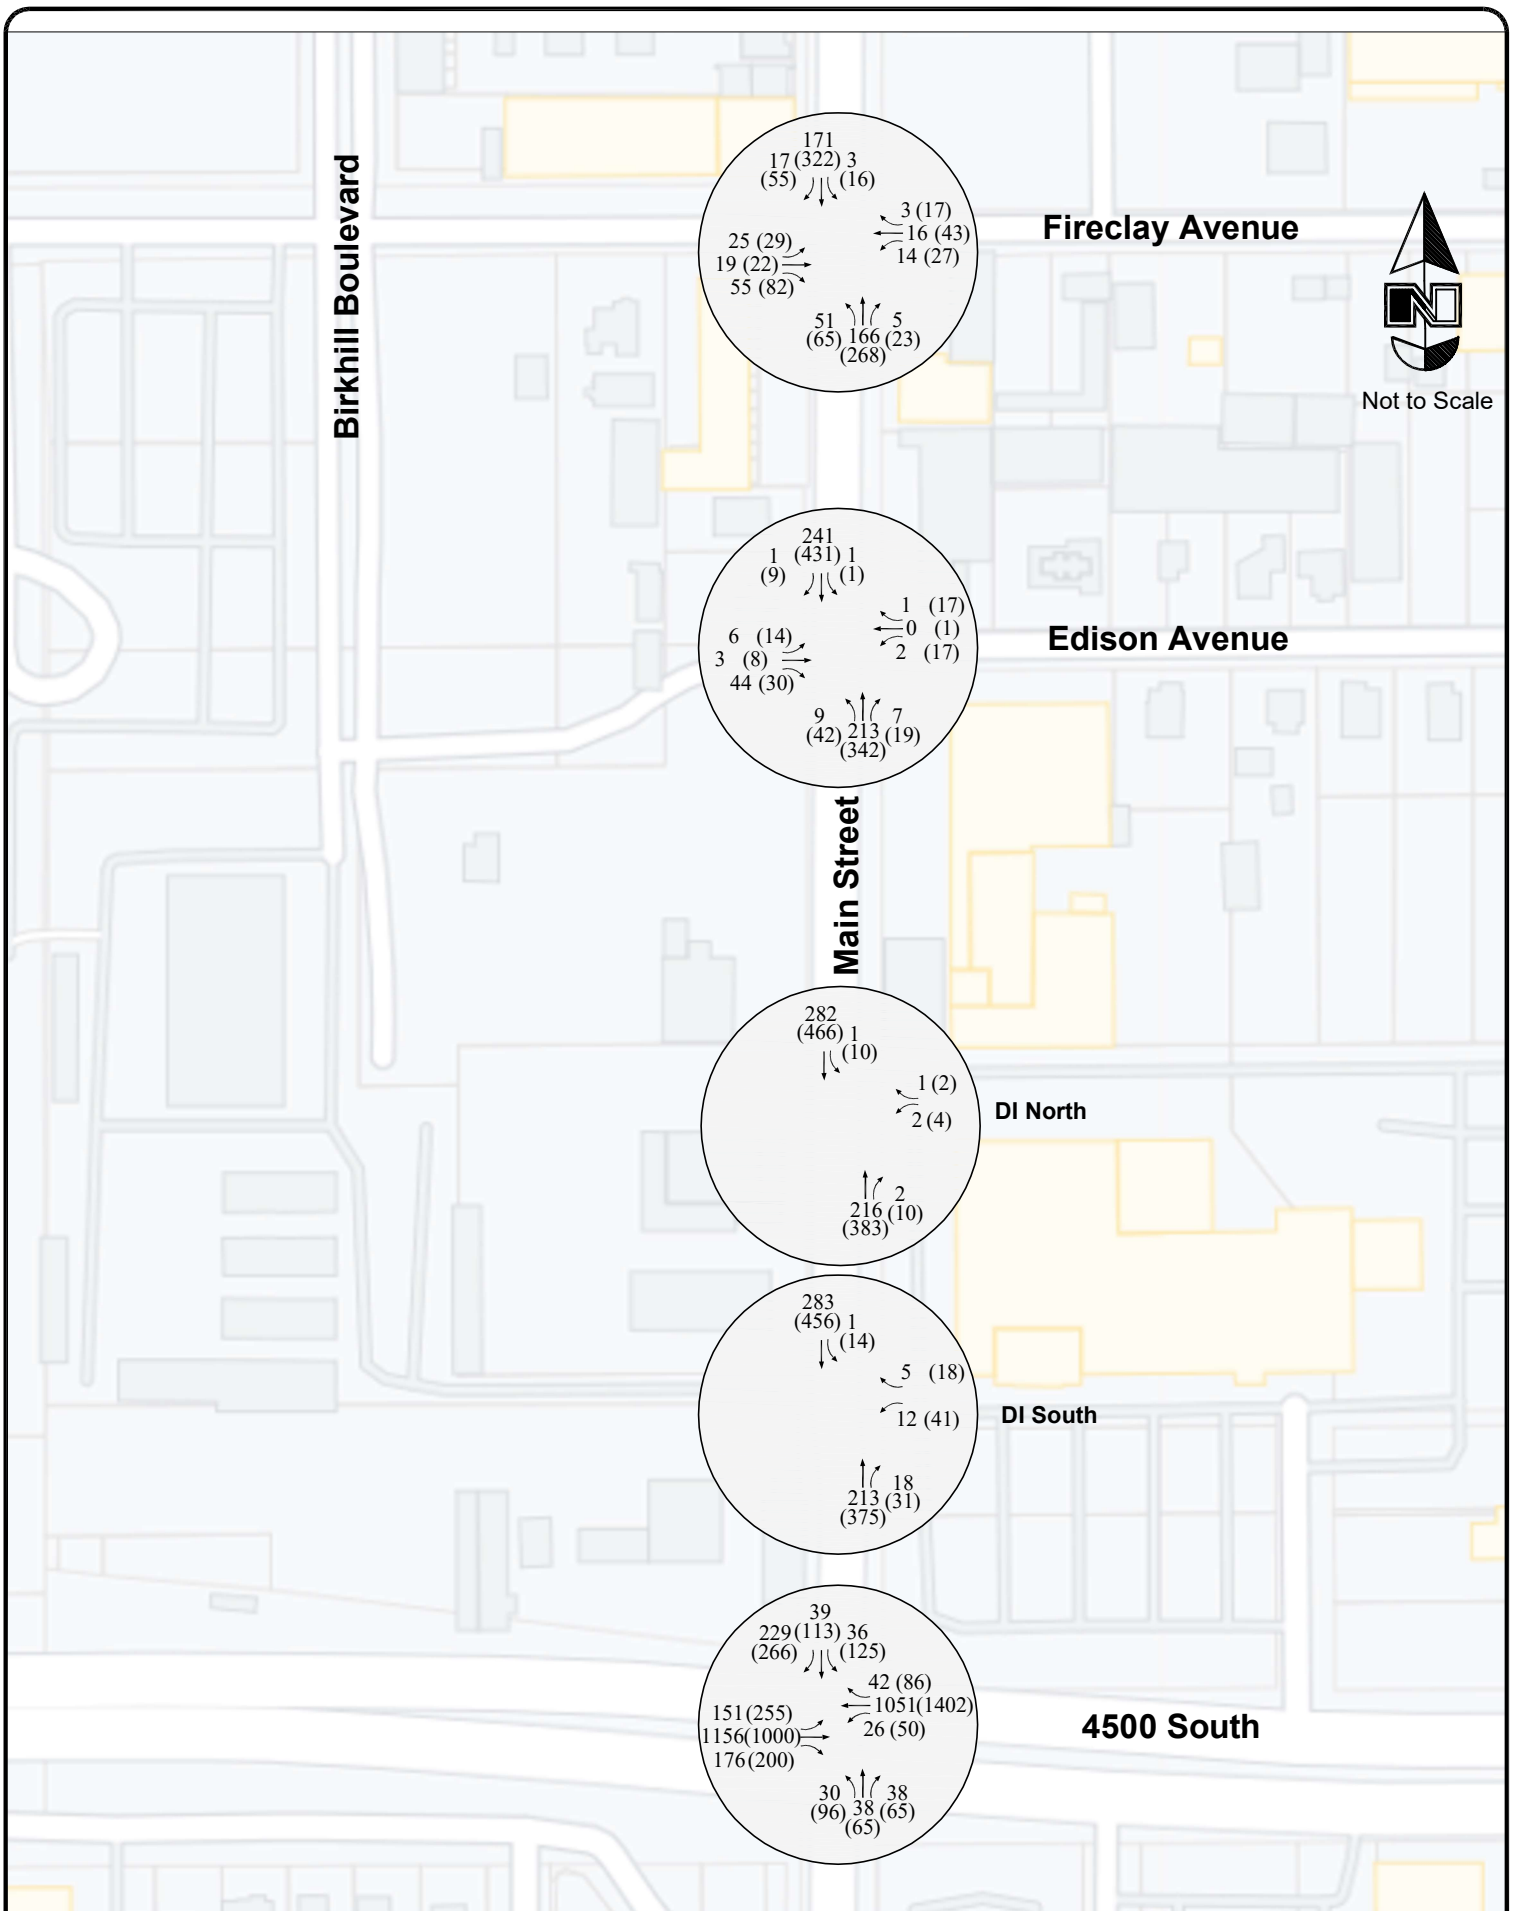 171
17 (322) 3
(55) (16)
3 (17)
16 (43)
14 (27)
25 (29)
19 (22)
55 (82)
51 166 5
(65) (268) (23)
Birkhill Boulevard
Fireclay Avenue
N
Not to Scale
241
1 (431) 1
(9) (1)
1 (17)
0 (1)
2 (17)
6 (14)
3 (8)
44 (30)
9 213 7
(42) (342) (19)
Edison Avenue
Main Street
282
(466) 1
(10)
1 (2)
2 (4)
216 2
(383) (10)
DI North
283
(456) 1
(14)
5 (18)
12 (41)
213 18
(375) (31)
DI South
39
229 (113) 36
(266) (125)
42 (86)
1051(1402)
26 (50)
151 (255)
1156(1000)
176 (200)
30 38 38
(96) (65) (65)
4500 South